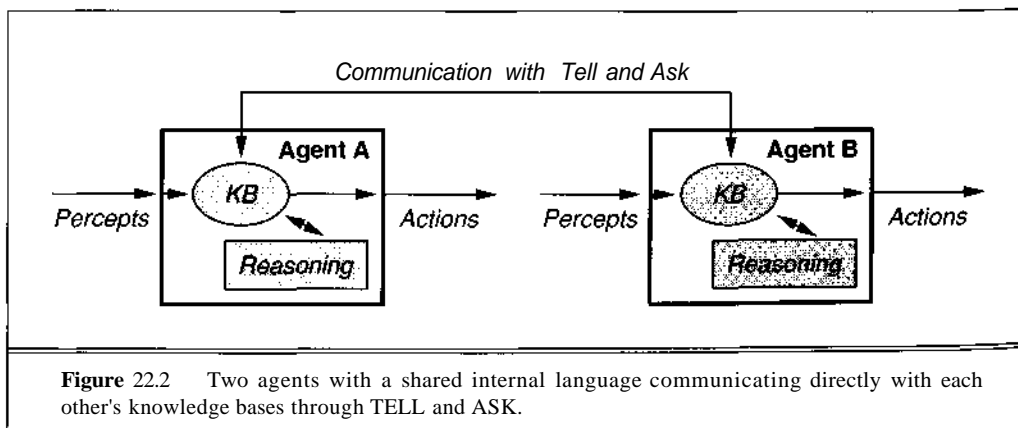 Communication with Tell and Ask
Agent A
Agent B
KB
KB
Percepts
Actions
Percepts
Actions
Reasoning
Reasoning
Figure 22.2 Two agents with a shared internal language communicating directly with each
other's knowledge bases through TELL and ASK.